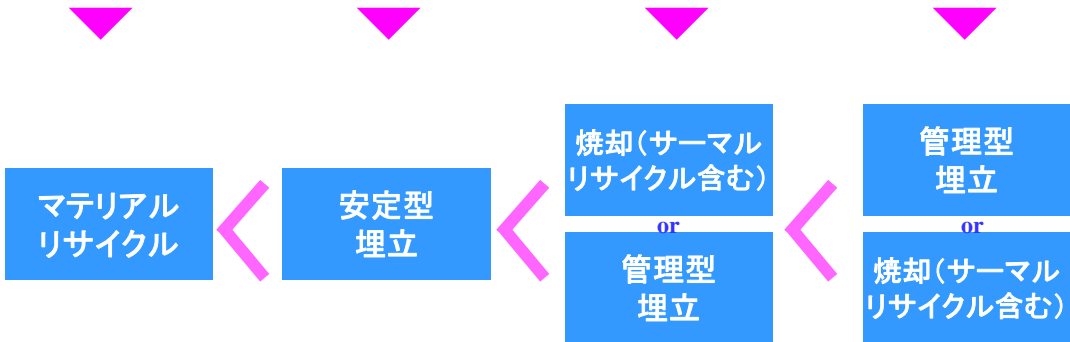 マテリアル
リサイクル
安定型
埋立
焼却(サーマル
リサイクル含む)
or
管理型
埋立
管理型
埋立
or
焼却(サーマル
リサイクル含む)